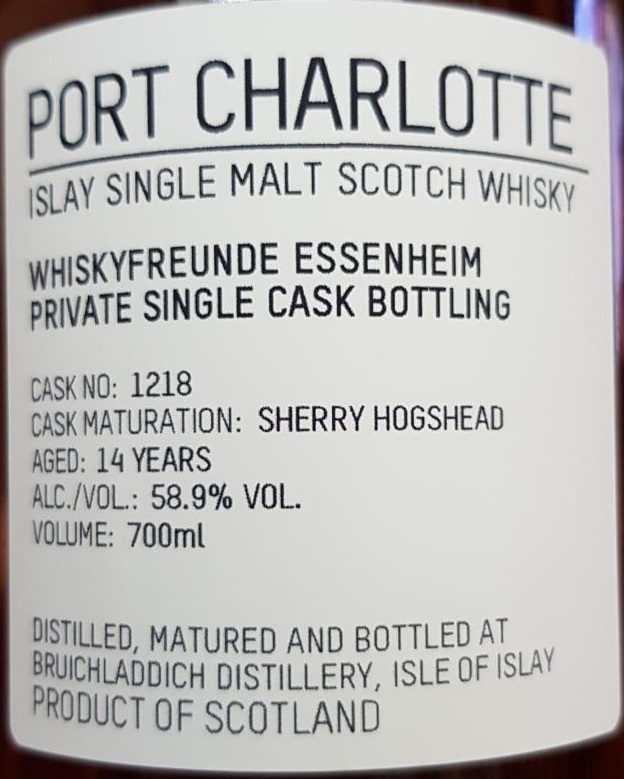 PORT CHARLOTTE
ISLAY SINGLE MALT SCOTCH WHISKY
WHISKYFREUNDE ESSENHEIM
PRIVATE SINGLE CASK BOTTLING
CASK NO: 1218
CASK MATURATION: SHERRY HOGSHEAD
AGED: 14 YEARS
ALC./VOL.: 58.9% VOL.
VOLUME: 700ml
DISTILLED, MATURED AND BOTTLED AT
BRUICHLADDICH DISTILLERY, ISLE OF ISLAY
PRODUCT OF SCOTLAND